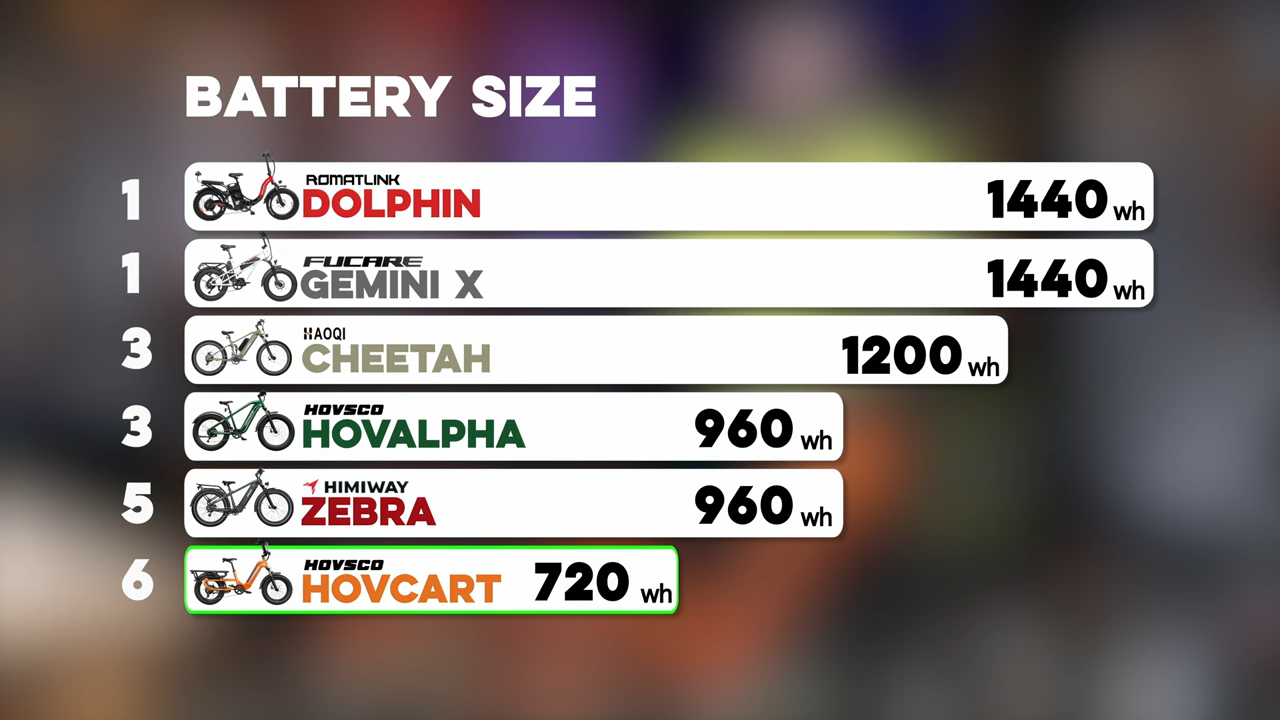 BATTERY SIZE
1 ROMATLINK
DOLPHIN 1440 wh
1 FUCARE
GEMINI X 1440 wh
3 HAOQI
CHEETAH 1200 wh
3 HOVSCO
HOVALPHA 960 wh
5 HIMIWAY
ZEBRA 960 wh
6 HOVSCO
HOVCART 720 wh